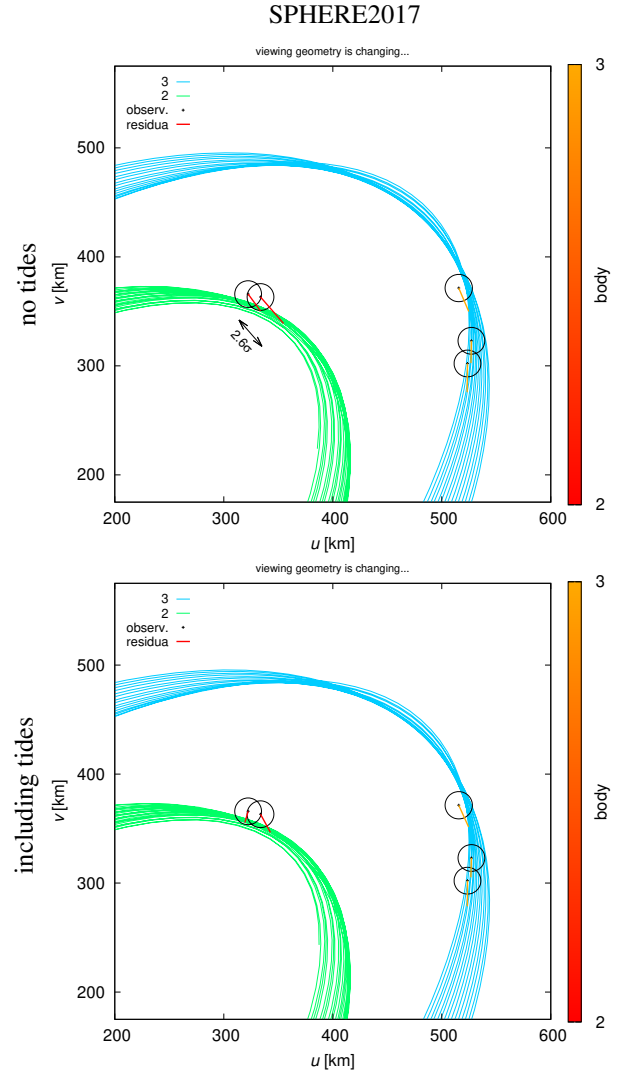 SPHERE2017
no tides
viewing geometry is changing...
3
2
observ.
residua
2.6σ
500
400
300
200
v [km]
200
300
400
500
600
u [km]
3
body
2
including tides
viewing geometry is changing...
3
2
observ.
residua
500
400
300
200
v [km]
200
300
400
500
600
u [km]
3
body
2